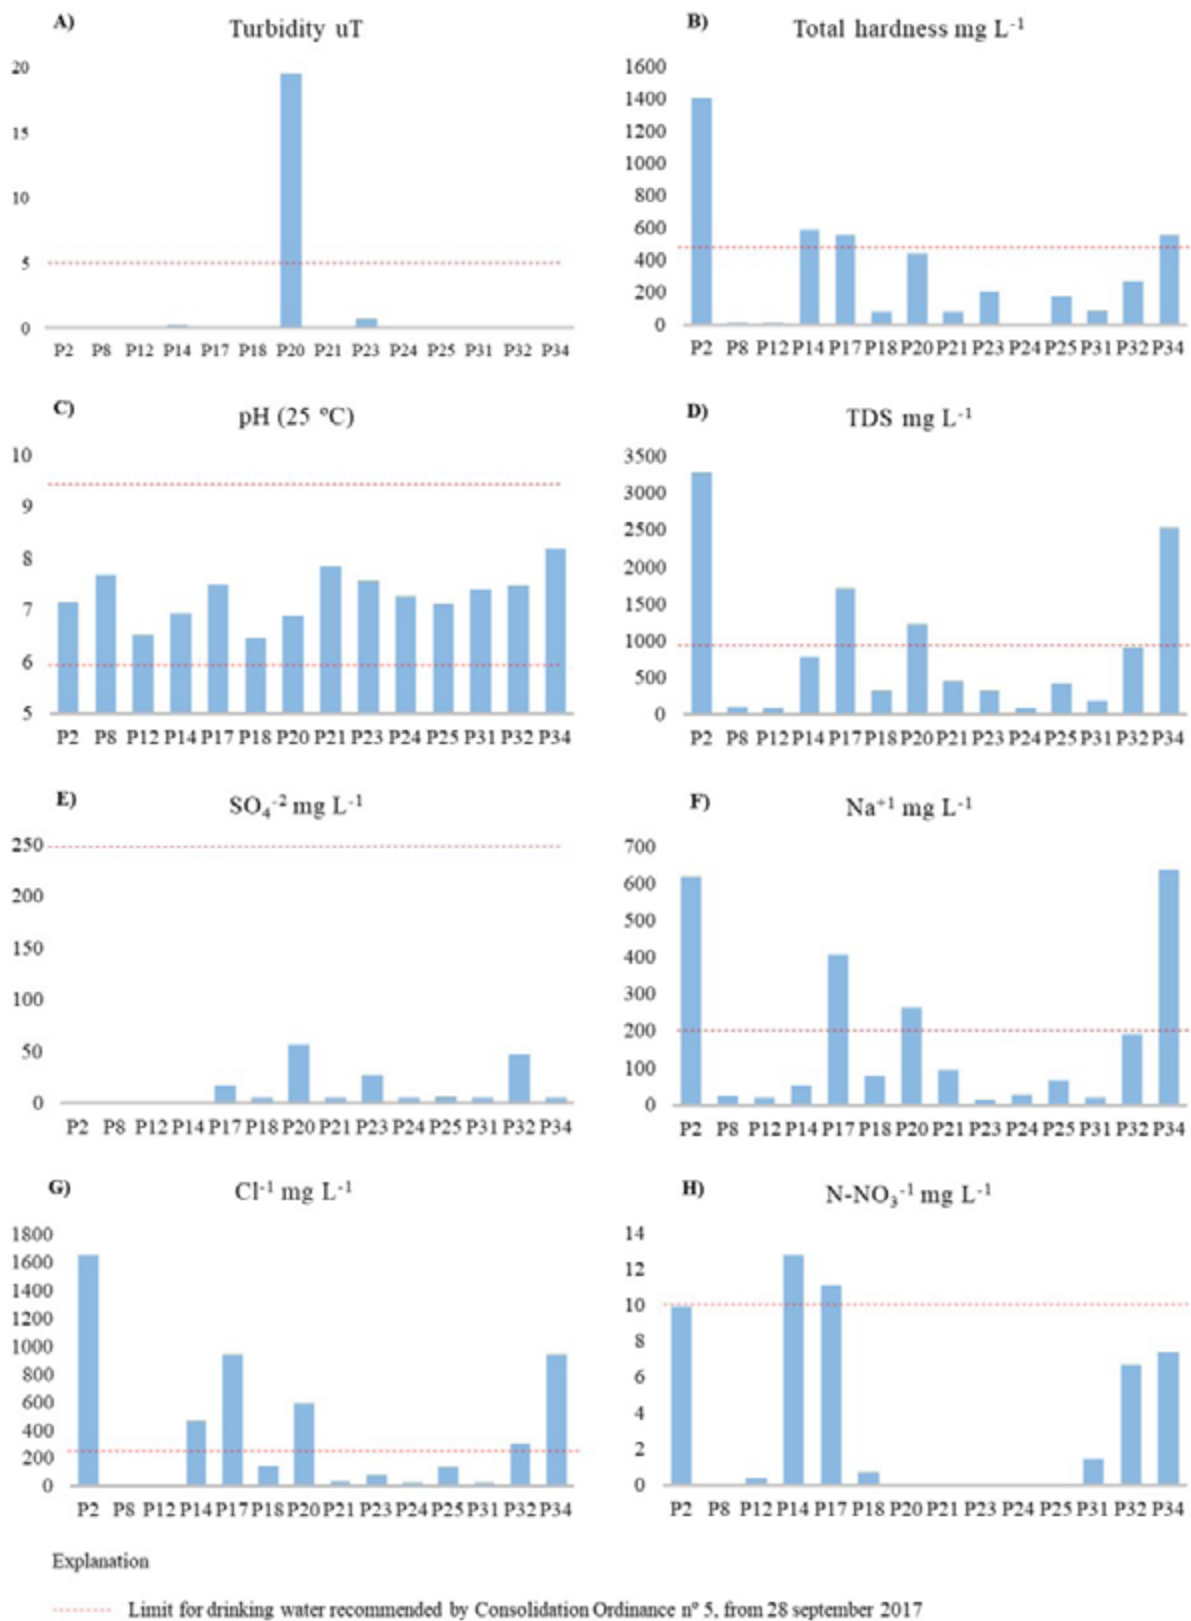 A)
Turbidity uT
20
15
10
5
0
P2 P8 P12 P14 P17 P18 P20 P21 P23 P24 P25 P31 P32 P34
B)
Total hardness mg L⁻¹
1600
1400
1200
1000
800
600
400
200
0
P2 P8 P12 P14 P17 P18 P20 P21 P23 P24 P25 P31 P32 P34
C)
pH (25 ºC)
10
9
8
7
6
5
P2 P8 P12 P14 P17 P18 P20 P21 P23 P24 P25 P31 P32 P34
D)
TDS mg L⁻¹
3500
3000
2500
2000
1500
1000
500
0
P2 P8 P12 P14 P17 P18 P20 P21 P23 P24 P25 P31 P32 P34
E)
SO₄⁻² mg L⁻¹
250
200
150
100
50
0
P2 P8 P12 P14 P17 P18 P20 P21 P23 P24 P25 P31 P32 P34
F)
Na⁺¹ mg L⁻¹
700
600
500
400
300
200
100
0
P2 P8 P12 P14 P17 P18 P20 P21 P23 P24 P25 P31 P32 P34
G)
Cl⁻¹ mg L⁻¹
1800
1600
1400
1200
1000
800
600
400
200
0
P2 P8 P12 P14 P17 P18 P20 P21 P23 P24 P25 P31 P32 P34
H)
N-NO₃⁻¹ mg L⁻¹
14
12
10
8
6
4
2
0
P2 P8 P12 P14 P17 P18 P20 P21 P23 P24 P25 P31 P32 P34
Explanation
Limit for drinking water recommended by Consolidation Ordinance nº 5, from 28 september 2017